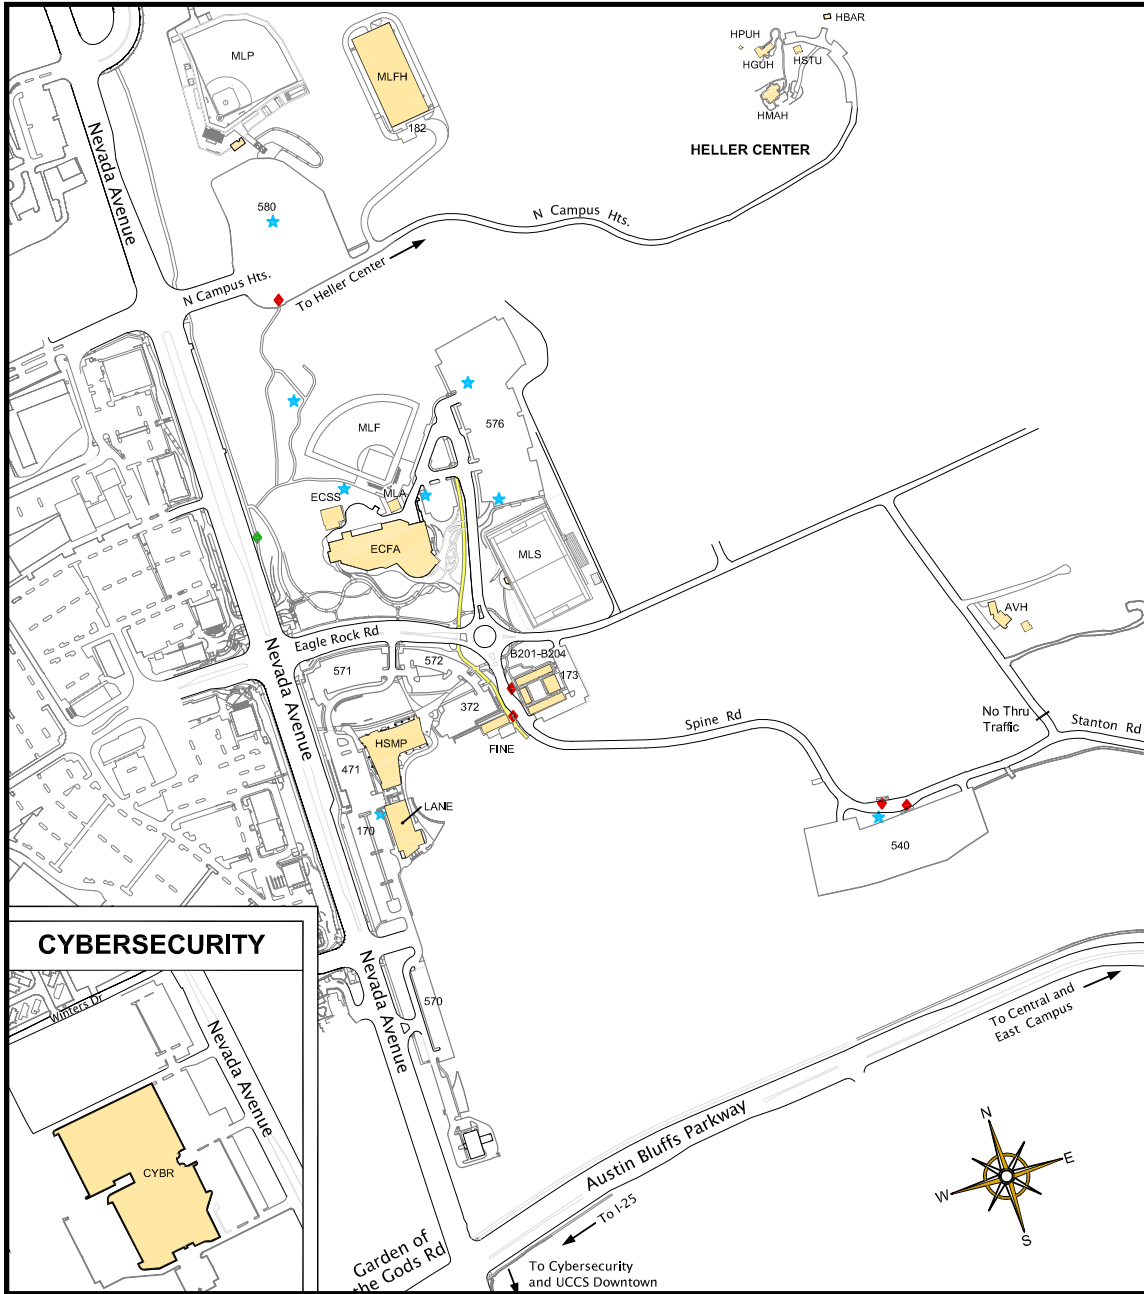 HBAR
HPUH
MLP
HGUH
HSTU
MLFH
HMAH
182
Nevada Avenue
HELLER CENTER
580
N Campus Hts.
N Campus Hts.
To Heller Center
576
MLF
ECSS
MLA
ECFA
MLS
AVH
Eagle Rock Rd
B201-B204
572
571
173
Nevada Avenue
372
No Thru
Traffic
Spine Rd
Stanton Rd
HSMP
FINE
471
LANE
170
540
CYBERSECURITY
Nevada Avenue
570
Winters Dr
Nevada Avenue
To Central and
East Campus
Austin Bluffs Parkway
N
E
W
S
CYBR
To I-25
Garden of
the Gods Rd
To Cybersecurity
and UCCS Downtown